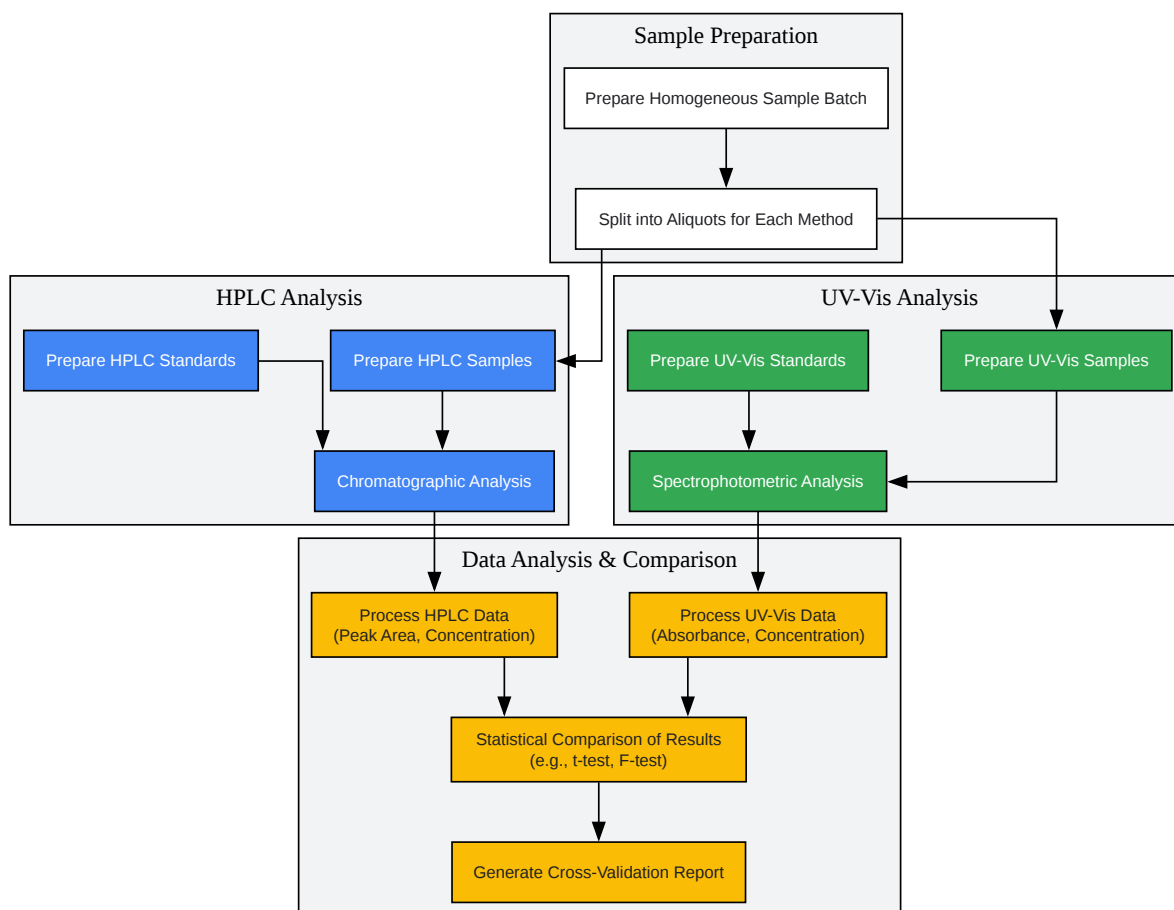 Sample Preparation
Prepare Homogeneous Sample Batch
Split into Aliquots for Each Method
HPLC Analysis
Prepare HPLC Standards
Prepare HPLC Samples
Chromatographic Analysis
UV-Vis Analysis
Prepare UV-Vis Standards
Prepare UV-Vis Samples
Spectrophotometric Analysis
Data Analysis & Comparison
Process HPLC Data
(Peak Area, Concentration)
Process UV-Vis Data
(Absorbance, Concentration)
Statistical Comparison of Results
(e.g., t-test, F-test)
Generate Cross-Validation Report